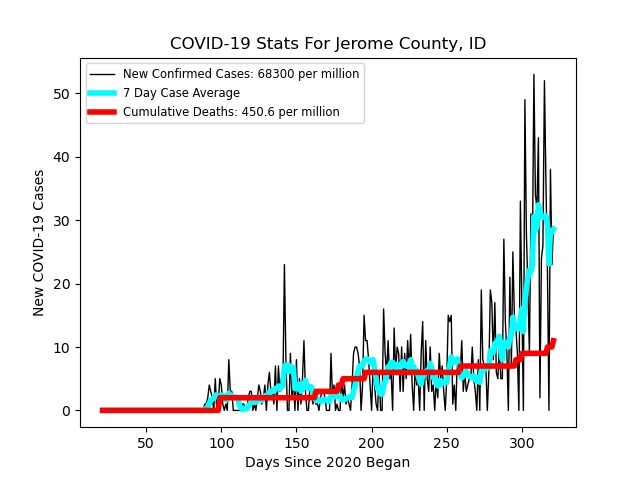 COVID-19 Stats For Jerome County, ID
New Confirmed Cases: 68300 per million
7 Day Case Average
Cumulative Deaths: 450.6 per million
New COVID-19 Cases
50
40
30
20
10
0
50 100 150 200 250 300
Days Since 2020 Began